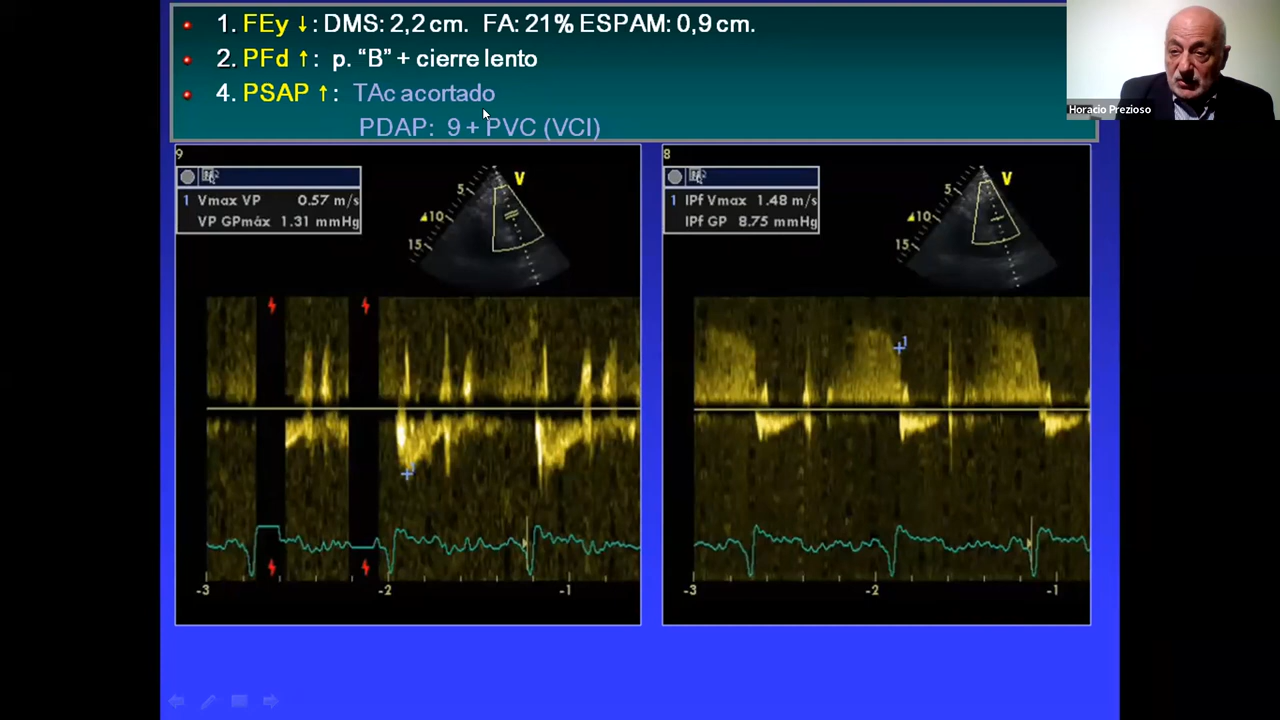 1. FEy ↓: DMS: 2,2 cm. FA: 21% ESPAM: 0,9 cm.
2. PFd ↑: p. “B” + cierre lento
4. PSAP ↑: TAc acortado
PDAP: 9 + PVC (VCI)
Horacio Prezioso
9
1 Vmax VP 0.57 m/s
VP GPmáx 1.31 mmHg
V
5
10
15
-3 -2 -1
8
1 IPf Vmax 1.48 m/s
IPf GP 8.75 mmHg
V
5
10
15
1
-3 -2 -1